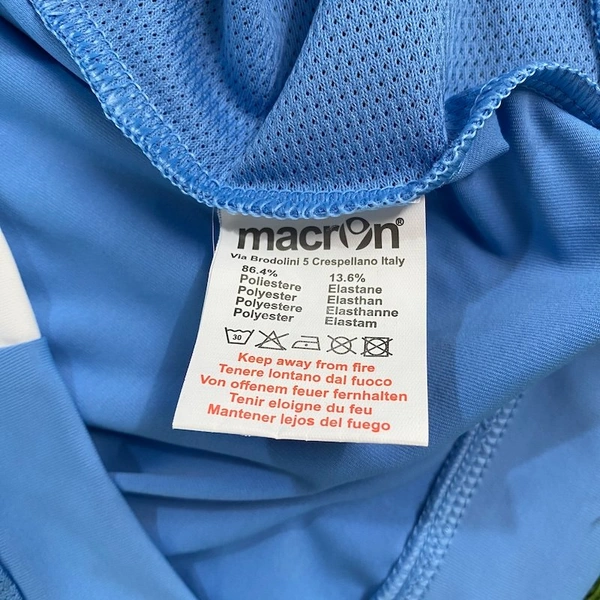 macron®
Via Brodolini 5 Crespellano Italy
86.4% 13.6%
Poliestere Elastane
Polyester Elasthan
Polyestere Elasthanne
Polyester Elastam
30
Keep away from fire
Tenere lontano dal fuoco
Von offenem feuer fernhalten
Tenir eloigne du feu
Mantener lejos del fuego